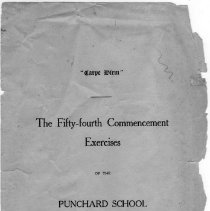 "Carpe Diem"
The Fifty-fourth Commencement
Exercises
OF THE
PUNCHARD SCHOOL